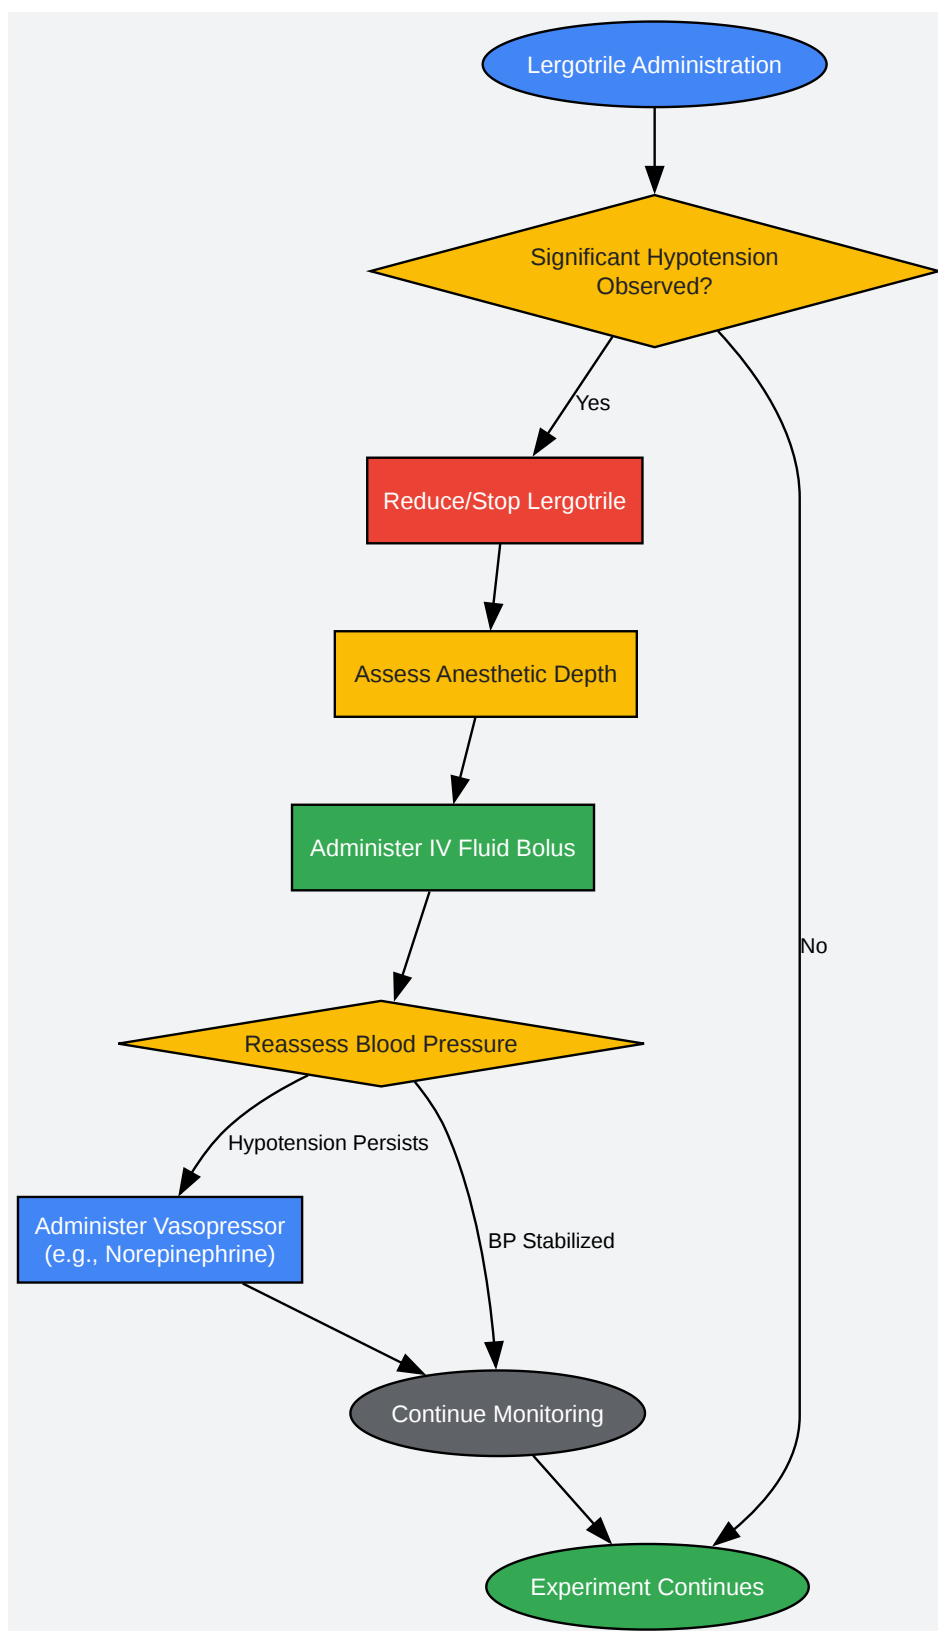 Lergotrile Administration
Significant Hypotension
Observed?
Yes
Reduce/Stop Lergotrile
Assess Anesthetic Depth
Administer IV Fluid Bolus
No
Reassess Blood Pressure
Hypotension Persists
Administer Vasopressor
(e.g., Norepinephrine)
BP Stabilized
Continue Monitoring
Experiment Continues